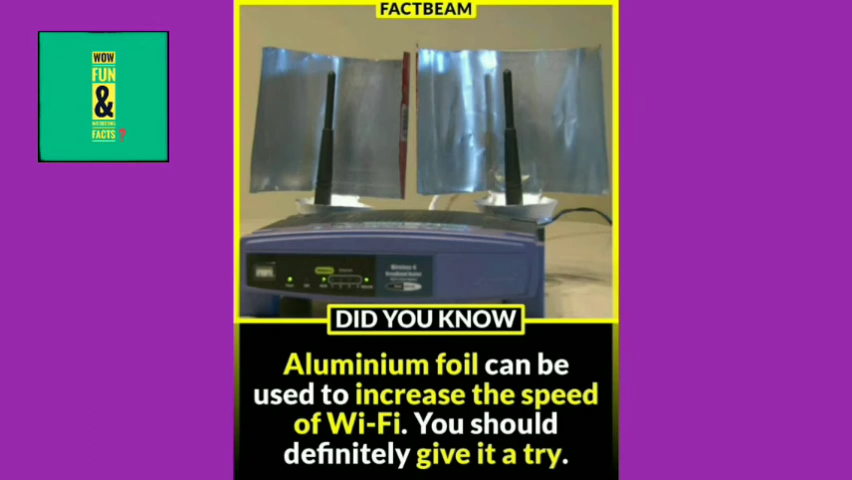 FACTBEAM
WOW
FUN
&
FACTS ?
DID YOU KNOW
Aluminium foil can be
used to increase the speed
of Wi-Fi. You should
definitely give it a try.